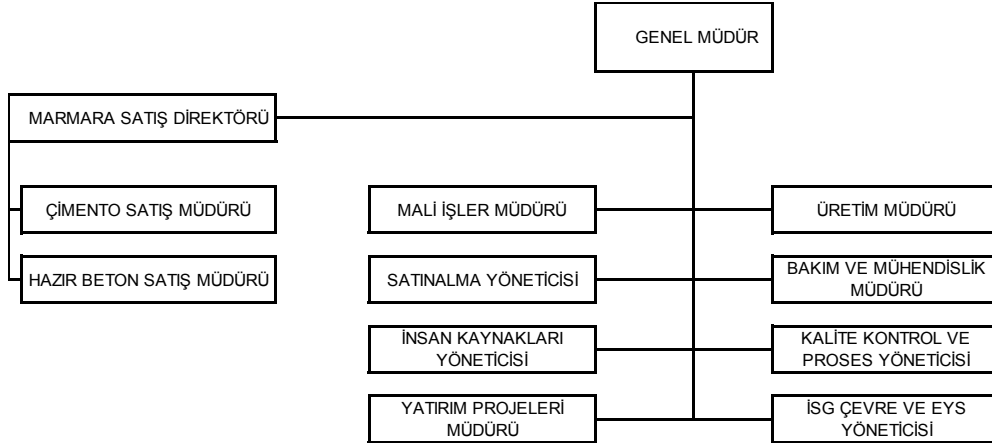 GENEL MÜDÜR
MARMARA SATIŞ DİREKTÖRÜ
ÇİMENTO SATIŞ MÜDÜRÜ
MALİ İŞLER MÜDÜRÜ
ÜRETİM MÜDÜRÜ
HAZIR BETON SATIŞ MÜDÜRÜ
SATINALMA YÖNETİCİSİ
BAKIM VE MÜHENDİSLİK
MÜDÜRÜ
İNSAN KAYNAKLARI
YÖNETİCİSİ
KALİTE KONTROL VE
PROSES YÖNETİCİSİ
YATIRIM PROJELERİ
MÜDÜRÜ
İSG ÇEVRE VE EYS
YÖNETİCİSİ